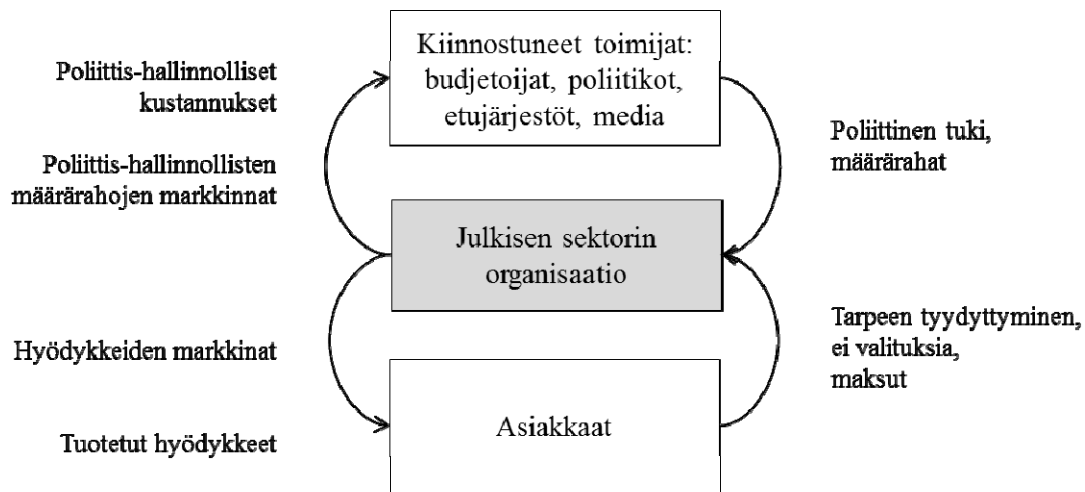 Kiinnostuneet toimijat:
budjetoijat, poliitikot,
etujärjestöt, media
Poliittis-hallinnolliset
kustannukset
Poliittis-hallinnollisten
määrärahojen markkinnat
Poliittinen tuki,
määrärahat
Julkisen sektorin
organisaatio
Hyödykkeiden markkinat
Tuotetut hyödykkeet
Tarpeen tyydyttyminen,
ei valituksia,
maksut
Asiakkaat